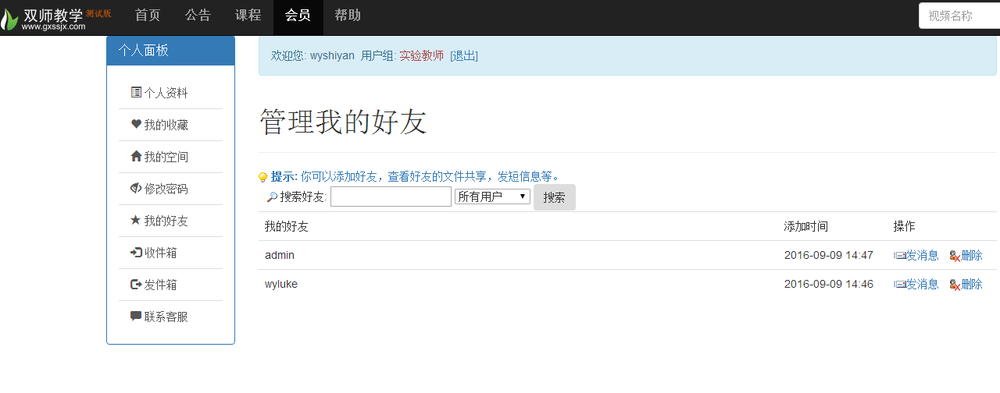 双师教学 测试版 首页 公告 课程 会员 帮助 视频名称
www.gxssjx.com
个人面板
个人资料
我的收藏
我的空间
修改密码
我的好友
收件箱
发件箱
联系客服
欢迎您: wyshiyan 用户组: 实验教师 [退出]
管理我的好友
提示: 你可以添加好友，查看好友的文件共享，发短信息等。
搜索好友: 所有用户 搜索
我的好友 添加时间 操作
admin 2016-09-09 14:47 发消息 删除
wyluke 2016-09-09 14:46 发消息 删除